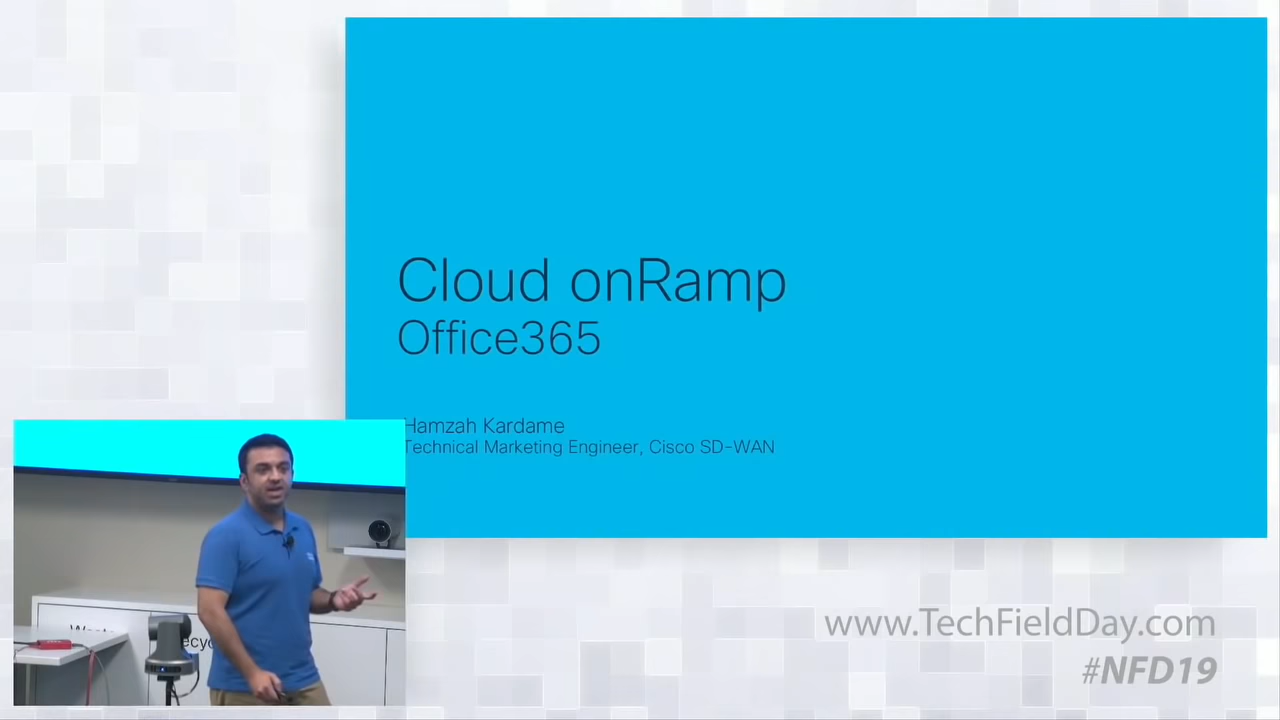 Cloud onRamp
Office365
Hamzah Kardame
Technical Marketing Engineer, Cisco SD-WAN
www.TechFieldDay.com
#NFD19